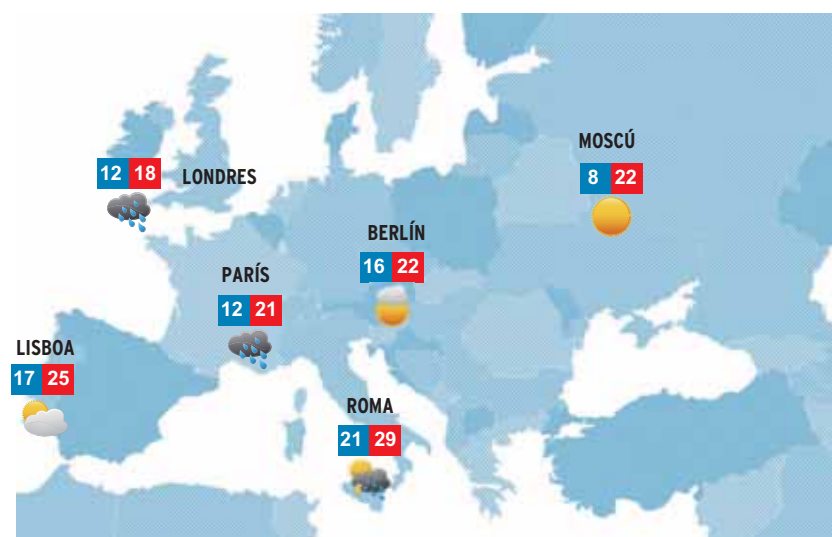 MOSCÚ
8 22
12 18
LONDRES
BERLÍN
16 22
PARÍS
12 21
LISBOA
17 25
ROMA
21 29